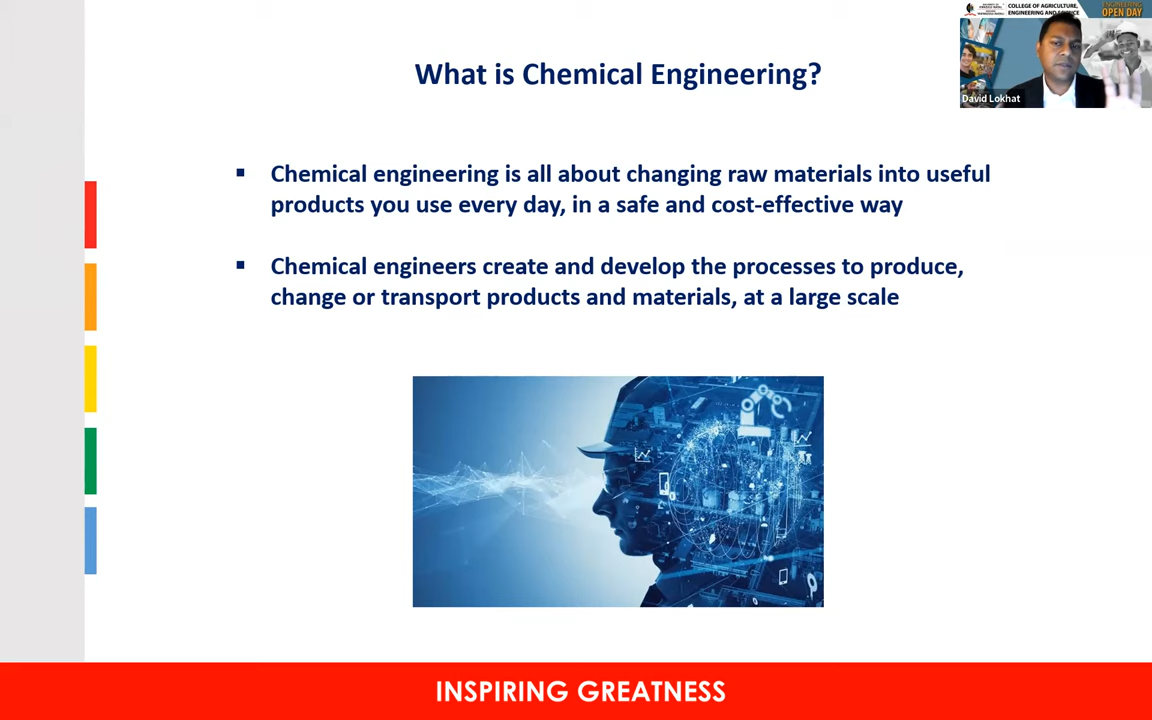 COLLEGE OF AGRICULTURE,
ENGINEERING AND SCIENCE
ENGINEERING
OPEN DAY
David Lokhat
What is Chemical Engineering?
▪ Chemical engineering is all about changing raw materials into useful
products you use every day, in a safe and cost-effective way
▪ Chemical engineers create and develop the processes to produce,
change or transport products and materials, at a large scale
INSPIRING GREATNESS